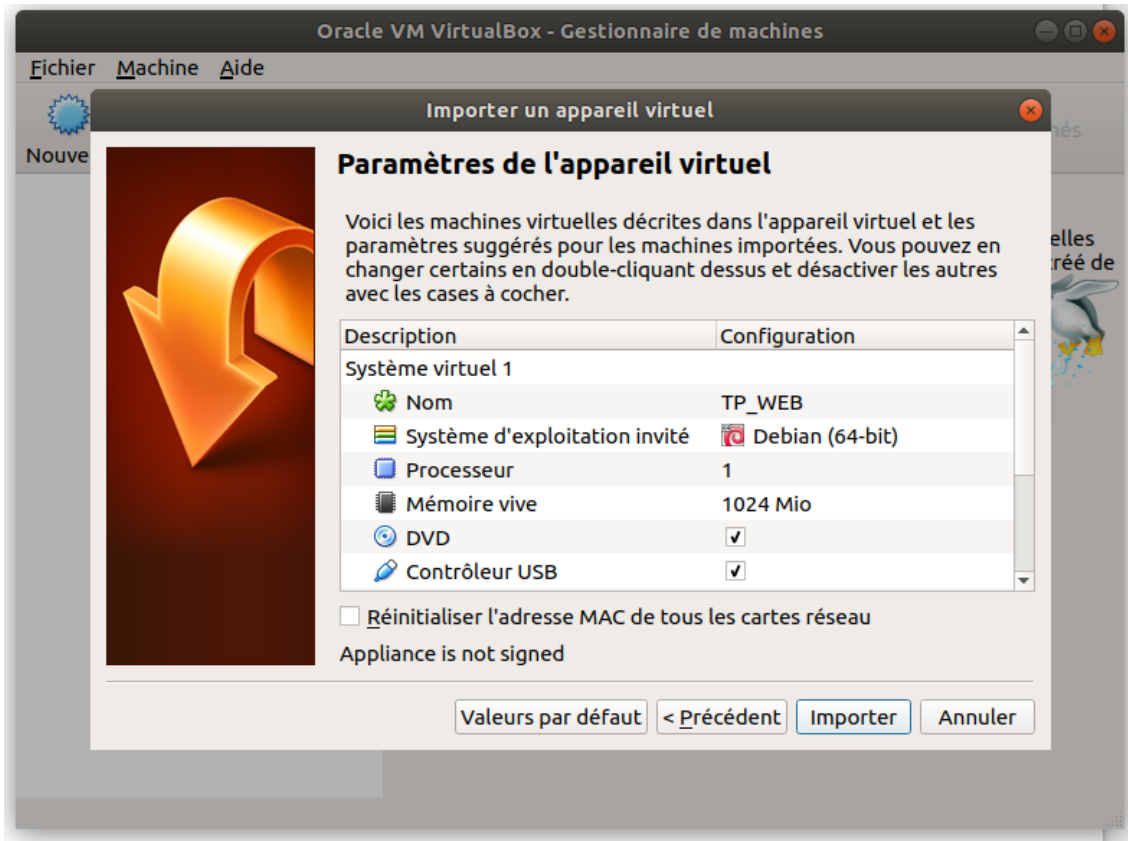 Oracle VM VirtualBox - Gestionnaire de machines
Fichier Machine Aide
Importer un appareil virtuel
Nouve
nés
Paramètres de l'appareil virtuel
Voici les machines virtuelles décrites dans l'appareil virtuel et les
paramètres suggérés pour les machines importées. Vous pouvez en
changer certains en double-cliquant dessus et désactiver les autres
avec les cases à cocher.
elles
créé de
Description Configuration
Système virtuel 1
Nom TP_WEB
Système d'exploitation invité Debian (64-bit)
Processeur 1
Mémoire vive 1024 Mio
DVD
Contrôleur USB
Réinitialiser l'adresse MAC de tous les cartes réseau
Appliance is not signed
Valeurs par défaut < Précédent Importer Annuler